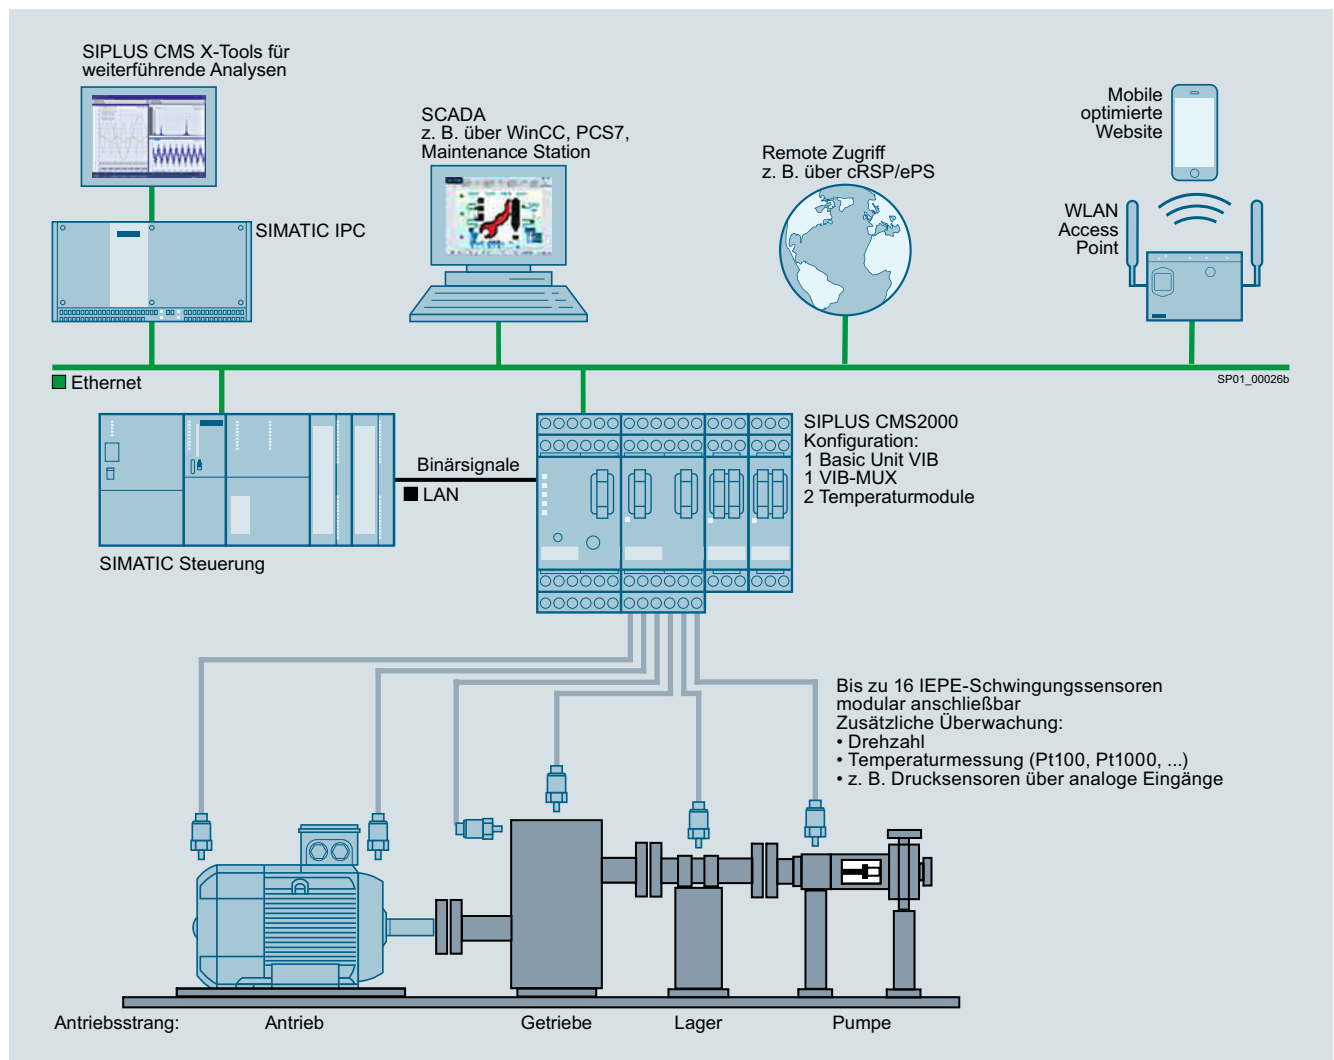 SIPLUS CMS X-Tools für
weiterführende Analysen
SIMATIC IPC
SCADA
z. B. über WinCC, PCS7,
Maintenance Station
Remote Zugriff
z. B. über cRSP/ePS
Mobile
optimierte
Website
WLAN
Access
Point
Ethernet
SP01_00026b
SIMATIC Steuerung
Binärsignale
LAN
SIPLUS CMS2000
Konfiguration:
1 Basic Unit VIB
1 VIB-MUX
2 Temperaturmodule
Bis zu 16 IEPE-Schwingungssensoren
modular anschließbar
Zusätzliche Überwachung:
• Drehzahl
• Temperaturmessung (Pt100, Pt1000, ...)
• z. B. Drucksensoren über analoge Eingänge
Antriebsstrang: Antrieb Getriebe Lager Pumpe